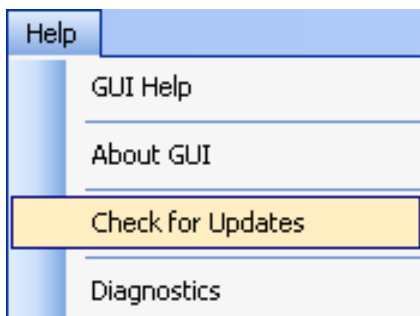 Help
GUI Help
About GUI
Check for Updates
Diagnostics